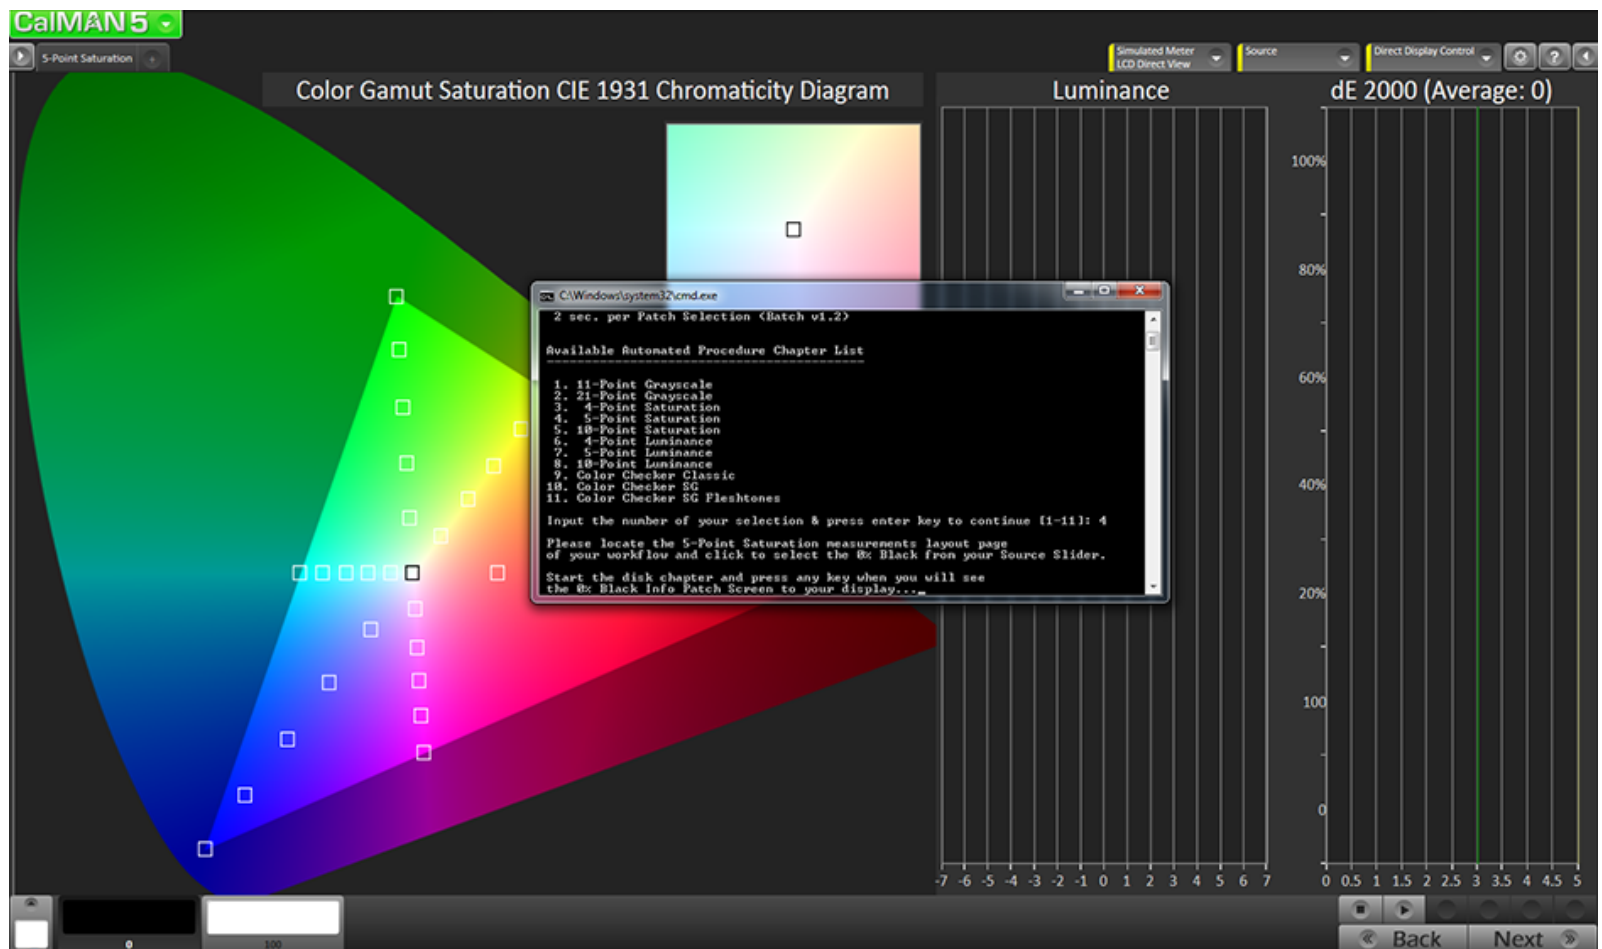 CalMAN 5
5-Point Saturation
Simulated Meter
LCD Direct View
Source
Direct Display Control
?
Color Gamut Saturation CIE 1931 Chromaticity Diagram
Luminance
dE 2000 (Average: 0)
C:\Windows\system32\cmd.exe
2 sec. per Patch Selection (Batch v1.2)
Available Automated Procedure Chapter List
1. 11-Point Grayscale
2. 21-Point Grayscale
3. 4-Point Saturation
4. 5-Point Saturation
5. 10-Point Saturation
6. 4-Point Luminance
7. 5-Point Luminance
8. 10-Point Luminance
9. Color Checker Classic
10. Color Checker SG
11. Color Checker SG Fleshtones
Input the number of your selection & press enter key to continue [1-11]: 4
Please locate the 5-Point Saturation measurements layout page
of your workflow and click to select the 0% Black from your Source Slider.
Start the disk chapter and press any key when you will see
the 0% Black Info Patch Screen to your display..._
100%
80%
60%
40%
20%
100
0
-7 -6 -5 -4 -3 -2 -1 0 1 2 3 4 5 6 7
0 0.5 1 1.5 2 2.5 3 3.5 4 4.5 5
0
100
Back
Next